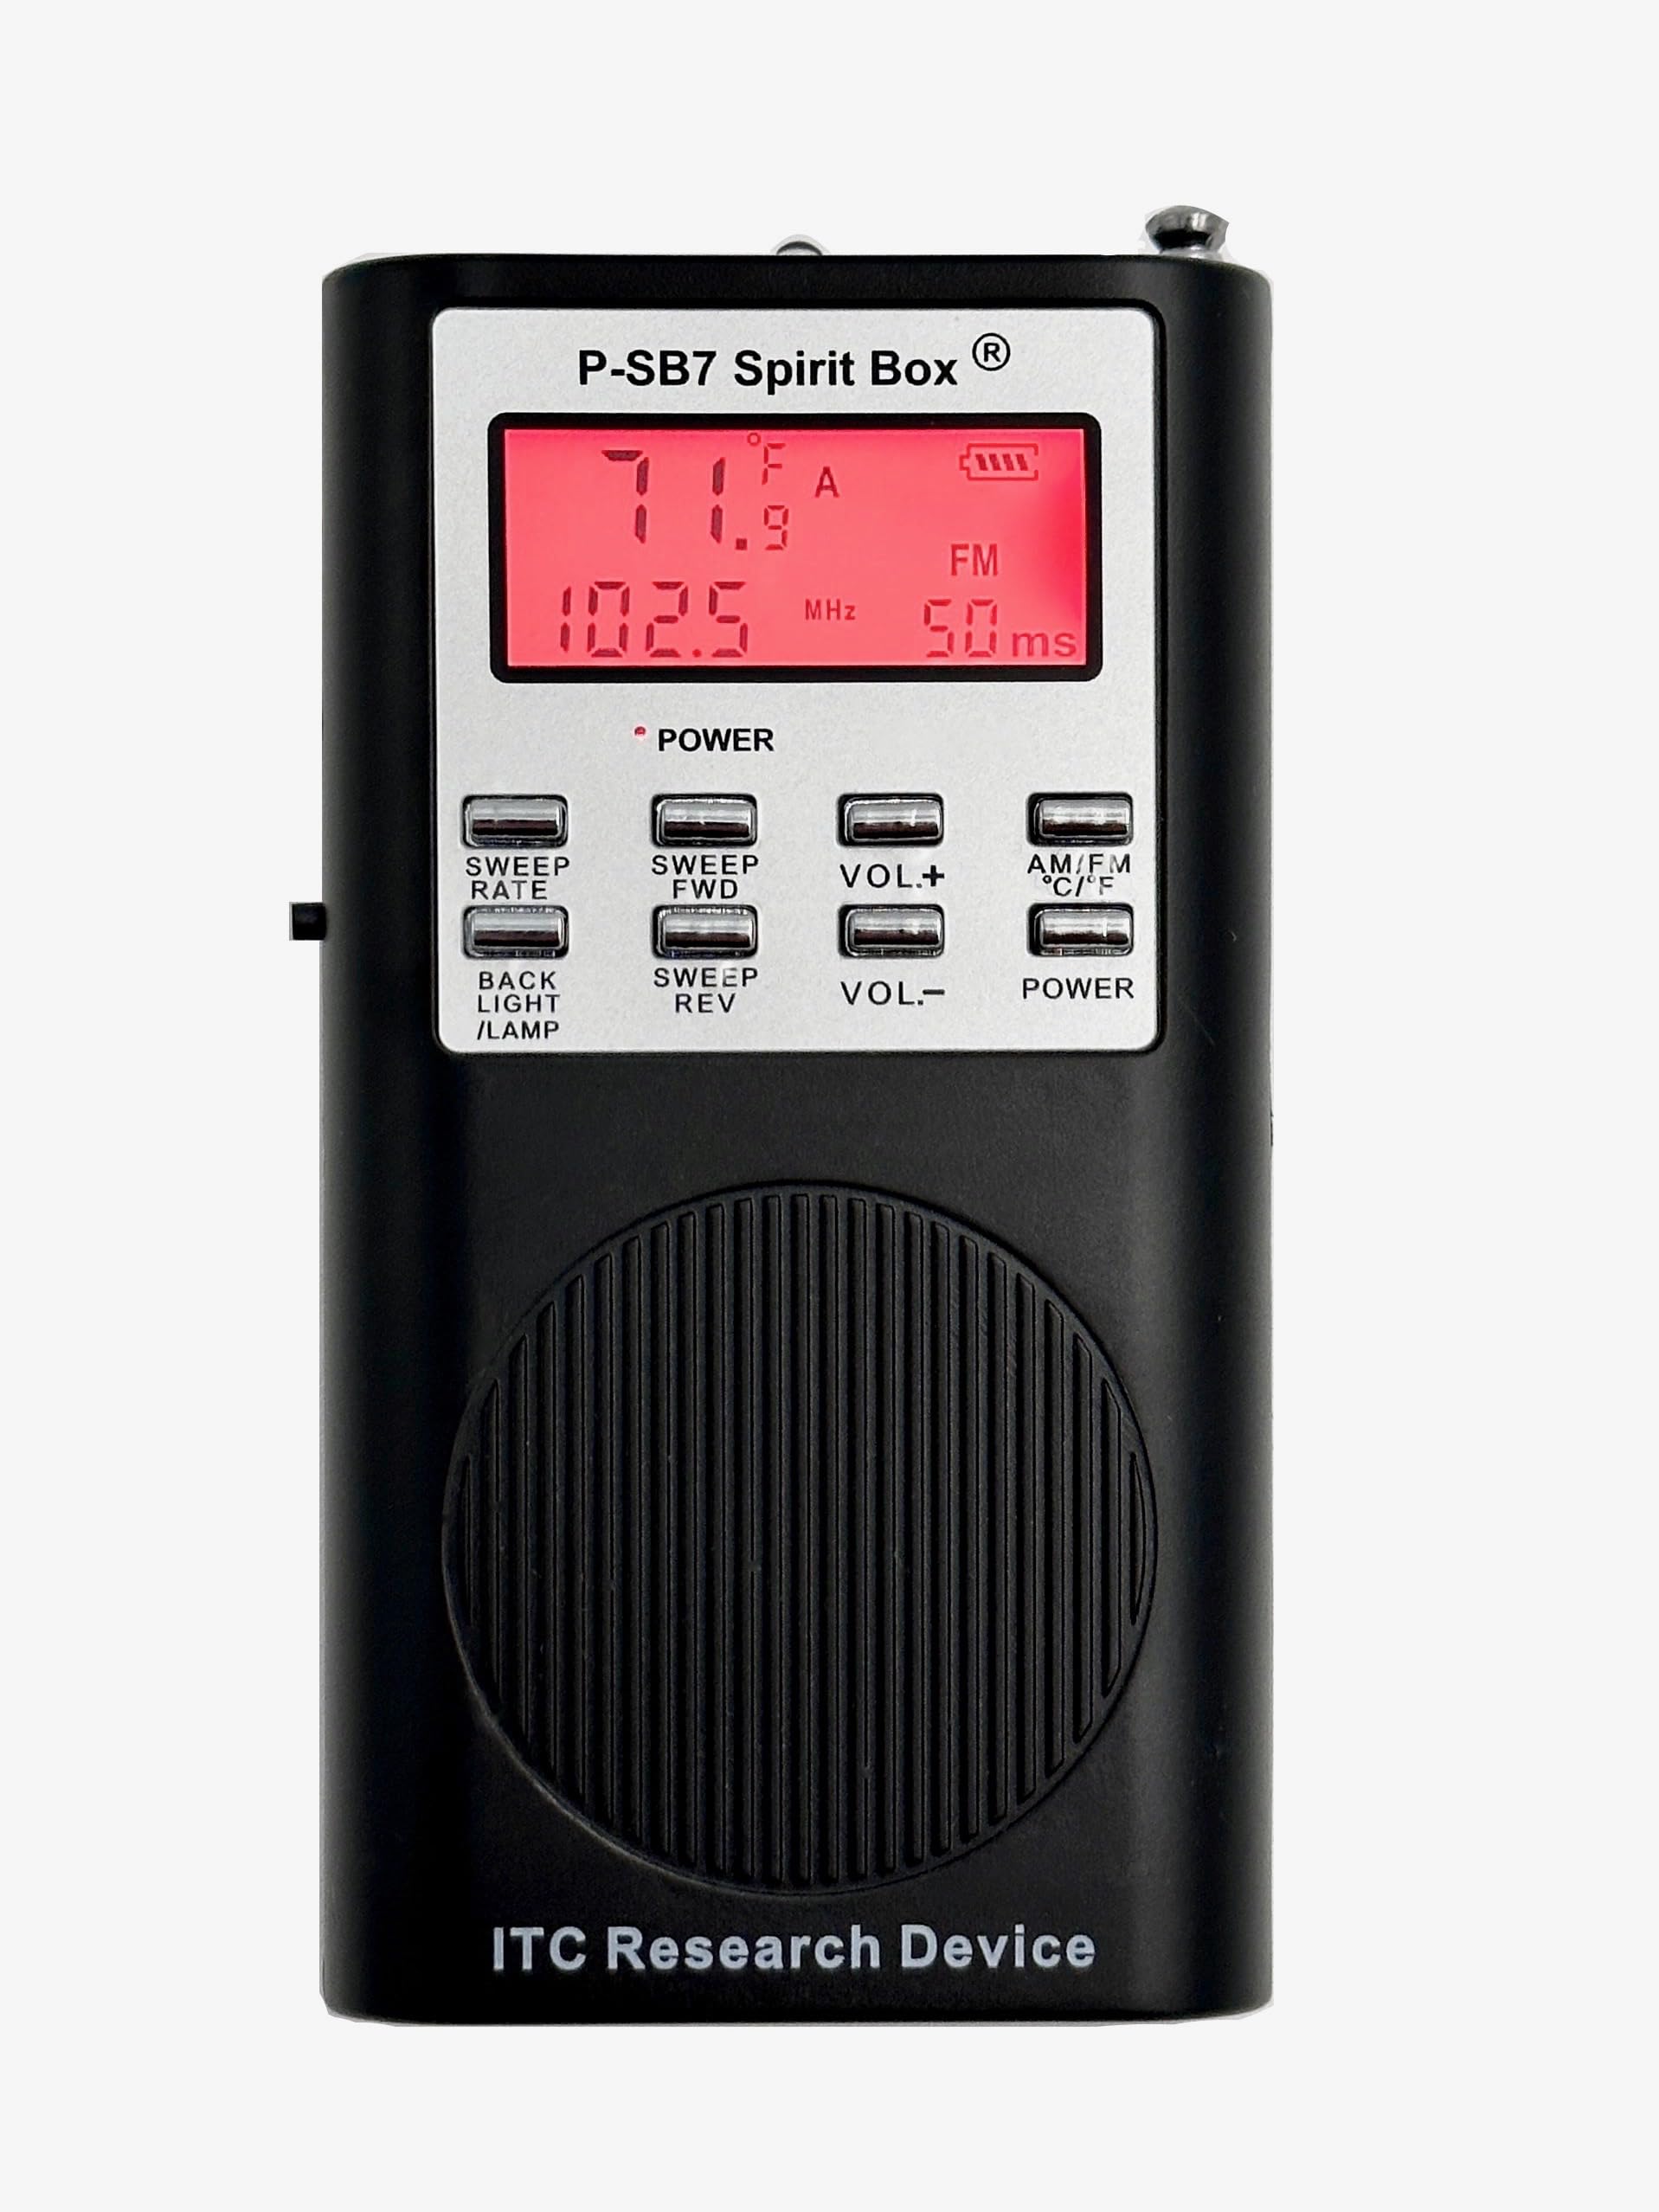 P-SB7 Spirit Box ®
71.9 °F A
FM
102.5 MHz 50 ms
POWER
SWEEP RATE
SWEEP FWD
VOL.+
AM/FM °C/°F
BACK LIGHT /LAMP
SWEEP REV
VOL.-
POWER
ITC Research Device